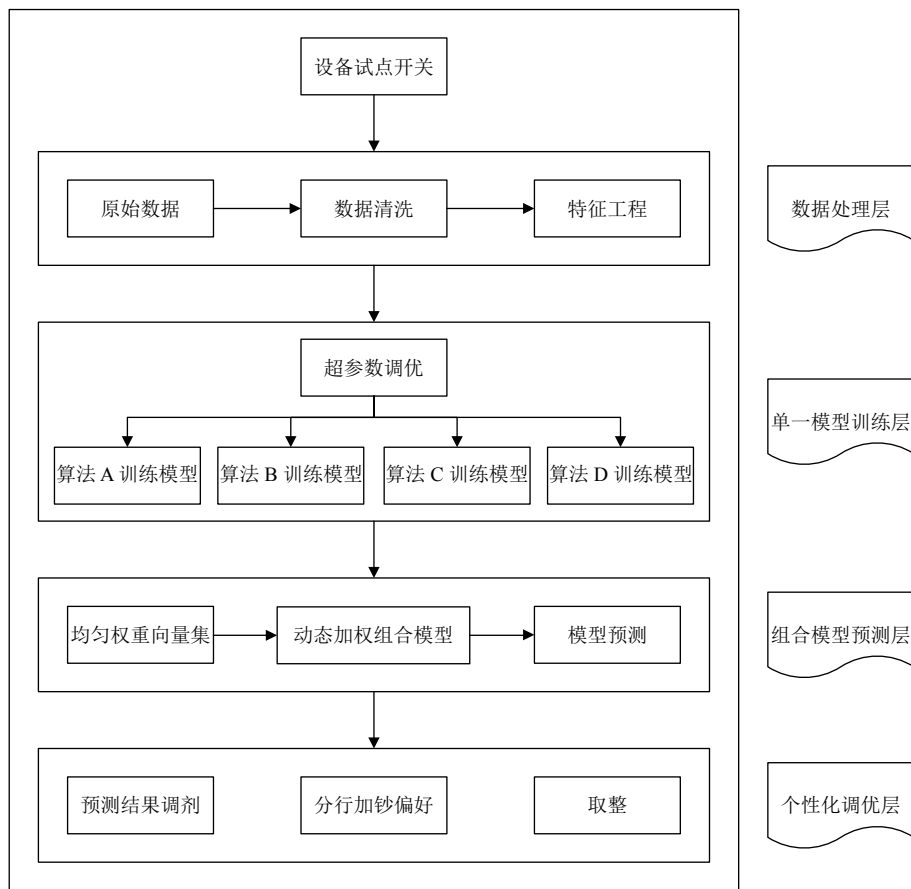 设备试点开关
原始数据
数据清洗
特征工程
数据处理层
超参数调优
单一模型训练层
算法 A 训练模型
算法 B 训练模型
算法 C 训练模型
算法 D 训练模型
均匀权重向量集
动态加权组合模型
模型预测
组合模型预测层
预测结果调剂
分行加钞偏好
取整
个性化调优层